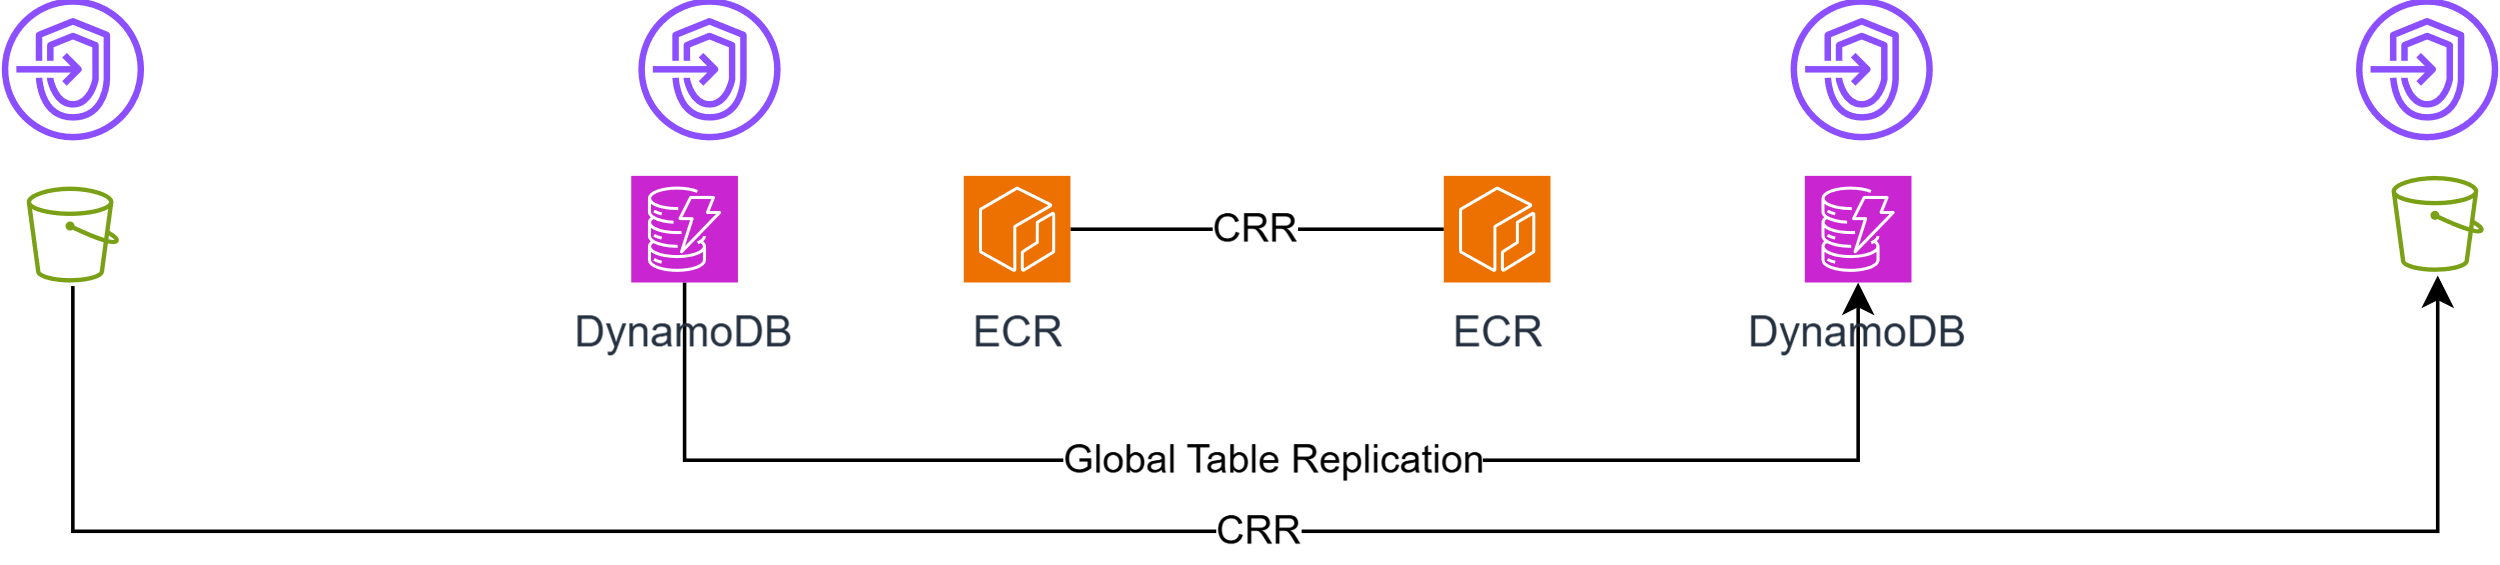 CRR
DynamoDB
ECR
ECR
DynamoDB
Global Table Replication
CRR